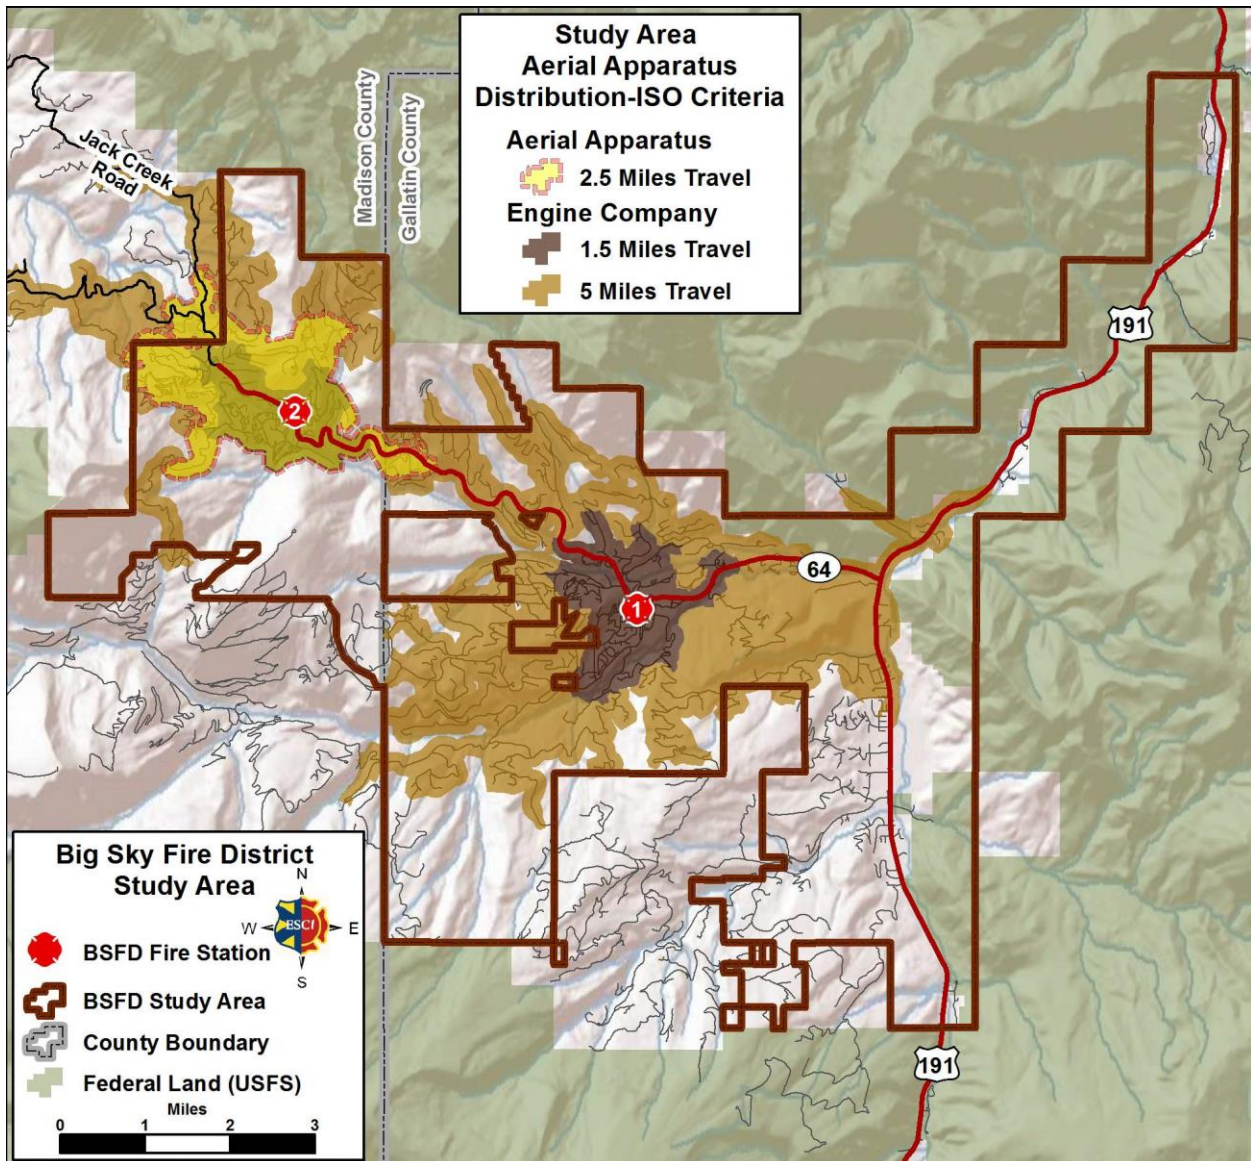 Study Area
Aerial Apparatus
Distribution-ISO Criteria
Aerial Apparatus
2.5 Miles Travel
Engine Company
1.5 Miles Travel
5 Miles Travel
Madison County
Gallatin County
Jack Creek
Road
191
2
64
1
191
Big Sky Fire District
Study Area
N
W
E
S
ESCI
BSFD Fire Station
BSFD Study Area
County Boundary
Federal Land (USFS)
Miles
0 1 2 3